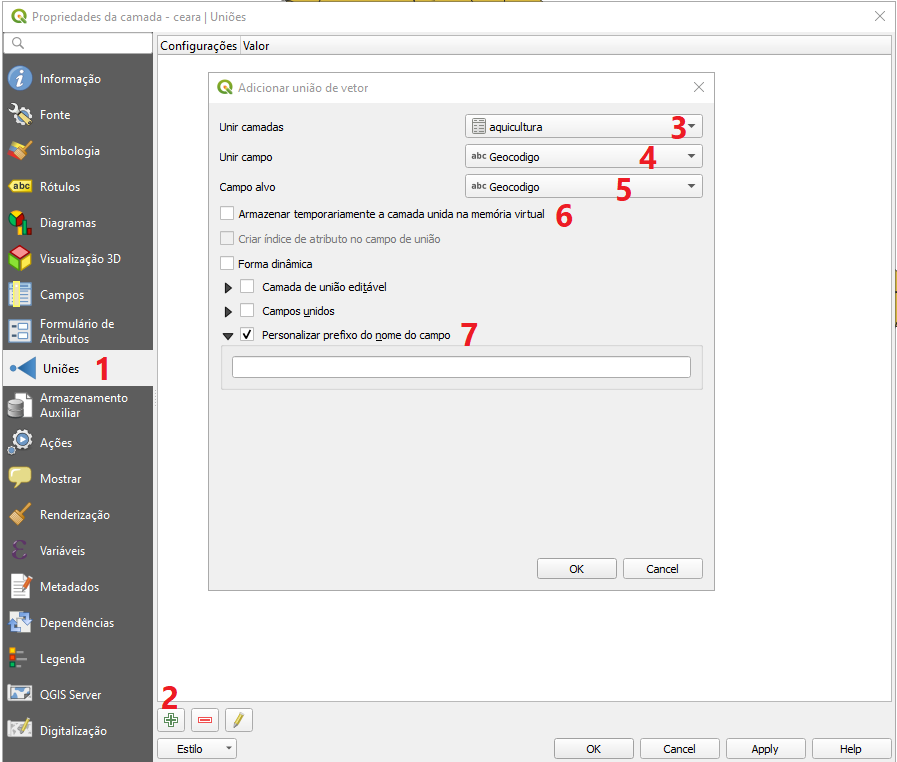 Propriedades da camada - ceara | Uniões
Configurações Valor
Informação
Fonte
Simbologia
abc Rótulos
Diagramas
Visualização 3D
Campos
Formulário de
Atributos
Uniões 1
Armazenamento
Auxiliar
Ações
Mostrar
Renderização
Variáveis
Metadados
Dependências
Legenda
QGIS Server
Digitalização
Adicionar união de vetor
Unir camadas aquicultura 3
Unir campo abc Geocodigo 4
Campo alvo abc Geocodigo 5
Armazenar temporariamente a camada unida na memória virtual 6
Criar índice de atributo no campo de união
Forma dinâmica
Camada de união editável
Campos unidos
Personalizar prefixo do nome do campo 7
OK Cancel
2
Estilo OK Cancel Apply Help